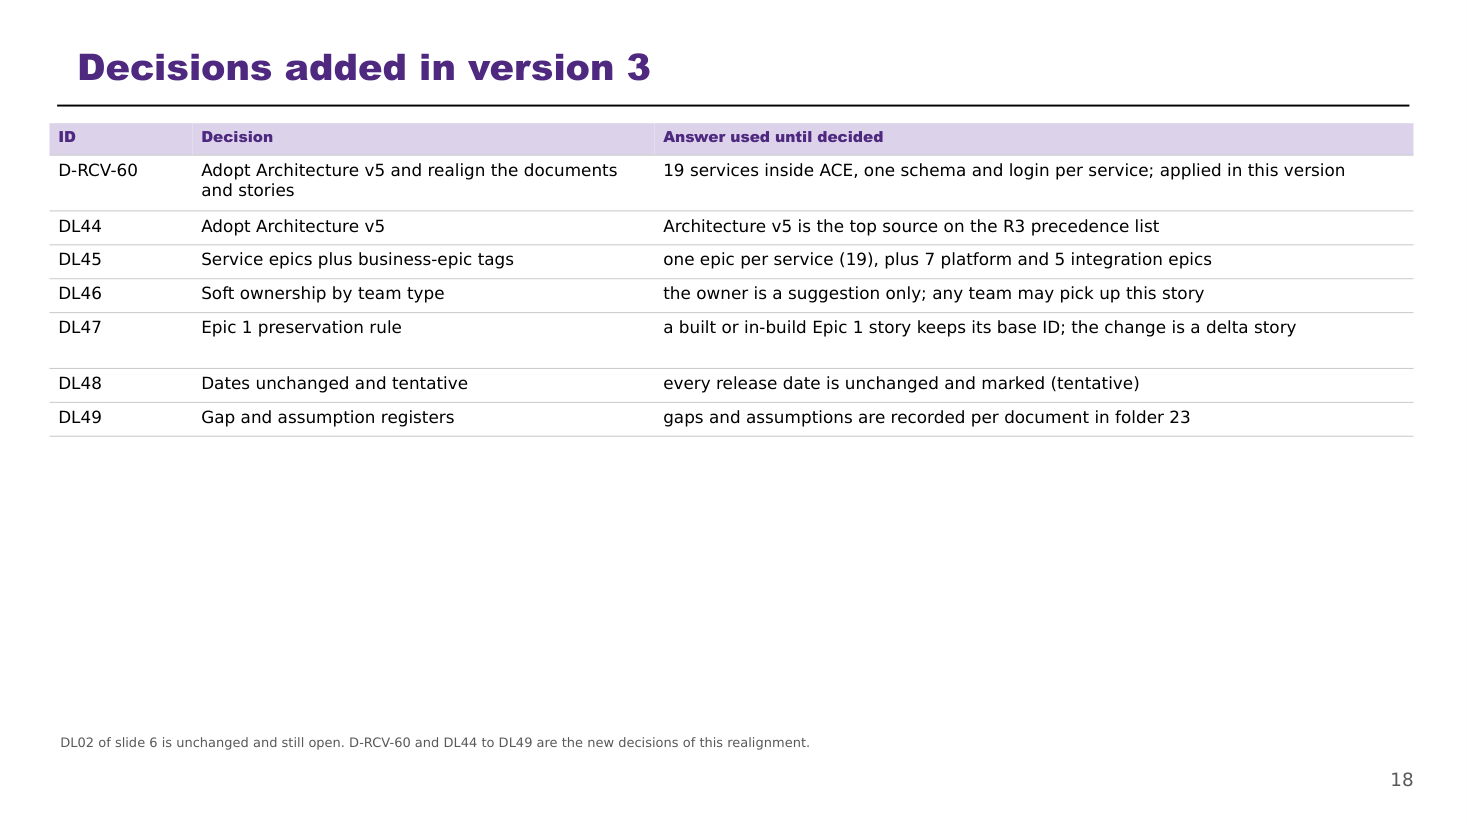 Decisions added in version 3
ID Decision Answer used until decided
D-RCV-60 Adopt Architecture v5 and realign the documents 19 services inside ACE, one schema and login per service; applied in this version
and stories
DL44 Adopt Architecture v5 Architecture v5 is the top source on the R3 precedence list
DL45 Service epics plus business-epic tags one epic per service (19), plus 7 platform and 5 integration epics
DL46 Soft ownership by team type the owner is a suggestion only; any team may pick up this story
DL47 Epic 1 preservation rule a built or in-build Epic 1 story keeps its base ID; the change is a delta story
DL48 Dates unchanged and tentative every release date is unchanged and marked (tentative)
DL49 Gap and assumption registers gaps and assumptions are recorded per document in folder 23
DL02 of slide 6 is unchanged and still open. D-RCV-60 and DL44 to DL49 are the new decisions of this realignment.
18